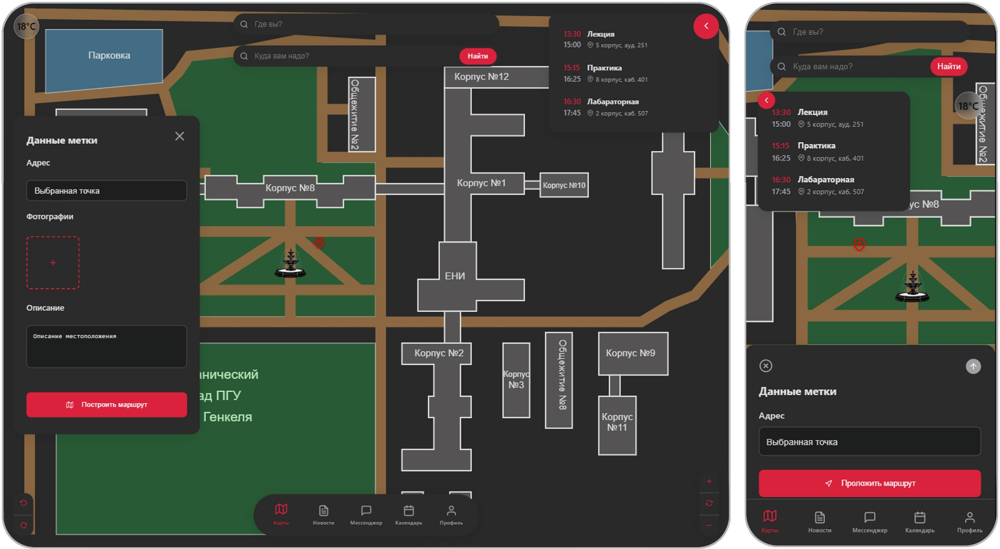 18°C
Где вы?
Куда вам надо?
Найти
13:30 Лекция
15:00 5 корпус, ауд. 251
15:15 Практика
16:25 8 корпус, каб. 401
16:30 Лабараторная
17:45 2 корпус, каб. 507
Парковка
Общежитие №2
Корпус №12
Данные метки
Адрес
Выбранная точка
Фотографии
+
Описание
Описание местоположения
Построить маршрут
Корпус №8
Корпус №1
Корпус №10
ЕНИ
Корпус №2
Корпус
№3
Общежитие №8
Корпус №9
Корпус
№11
анический
ад ПГУ
Генкеля
+
−
Карты
Новости
Мессенджер
Календарь
Профиль
Где вы?
Куда вам надо?
Найти
18°C
Общежитие №2
13:30 Лекция
15:00 5 корпус, ауд. 251
15:15 Практика
16:25 8 корпус, каб. 401
16:30 Лабараторная
17:45 2 корпус, каб. 507
ус №8
Данные метки
Адрес
Выбранная точка
Проложить маршрут
Карты
Новости
Мессенджер
Календарь
Профиль